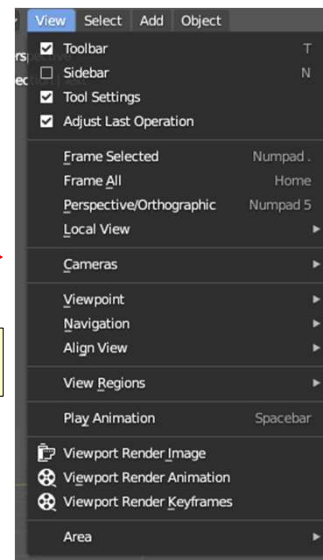 View Select Add Object
Toolbar T
Sidebar N
Tool Settings
Adjust Last Operation
Frame Selected Numpad .
Frame All Home
Perspective/Orthographic Numpad 5
Local View
Cameras
Viewpoint
Navigation
Align View
View Regions
Play Animation Spacebar
Viewport Render Image
Viewport Render Animation
Viewport Render Keyframes
Area